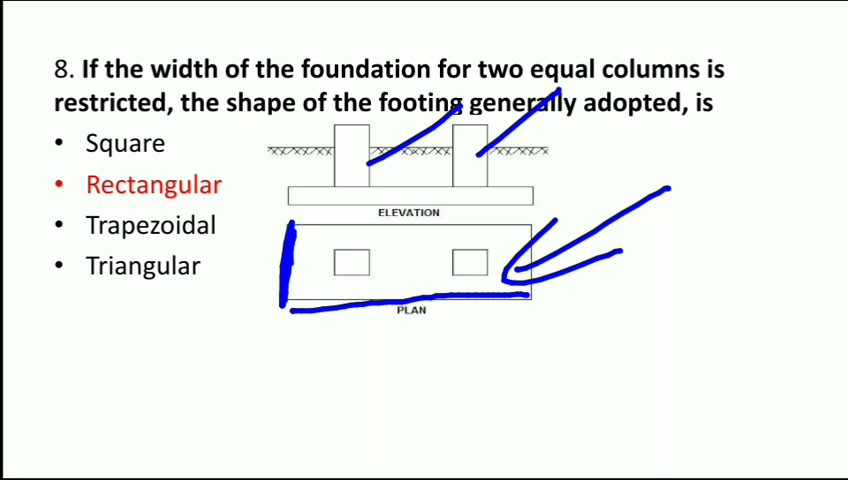 8. If the width of the foundation for two equal columns is
restricted, the shape of the footing generally adopted, is
• Square
• Rectangular
• Trapezoidal
• Triangular
ELEVATION
PLAN